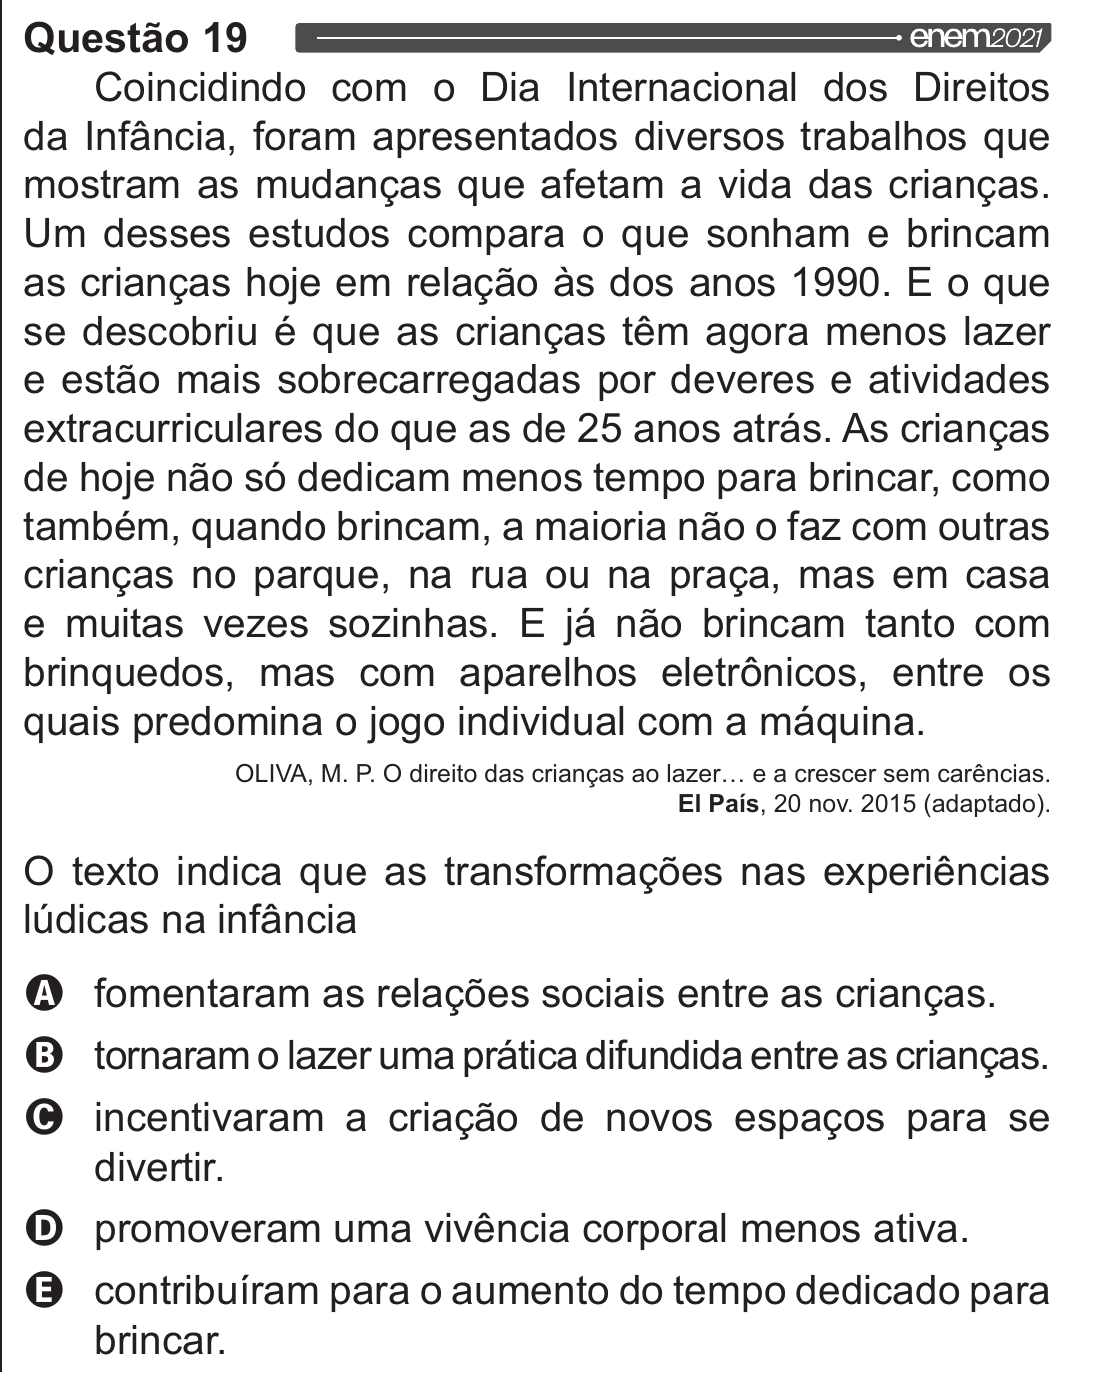 Questão 19
enem2021
Coincidindo com o Dia Internacional dos Direitos
da Infância, foram apresentados diversos trabalhos que
mostram as mudanças que afetam a vida das crianças.
Um desses estudos compara o que sonham e brincam
as crianças hoje em relação às dos anos 1990. E o que
se descobriu é que as crianças têm agora menos lazer
e estão mais sobrecarregadas por deveres e atividades
extracurriculares do que as de 25 anos atrás. As crianças
de hoje não só dedicam menos tempo para brincar, como
também, quando brincam, a maioria não o faz com outras
crianças no parque, na rua ou na praça, mas em casa
e muitas vezes sozinhas. E já não brincam tanto com
brinquedos, mas com aparelhos eletrônicos, entre os
quais predomina o jogo individual com a máquina.
OLIVA, M. P. O direito das crianças ao lazer… e a crescer sem carências.
El País, 20 nov. 2015 (adaptado).
O texto indica que as transformações nas experiências
lúdicas na infância
A fomentaram as relações sociais entre as crianças.
B tornaram o lazer uma prática difundida entre as crianças.
C incentivaram a criação de novos espaços para se
divertir.
D promoveram uma vivência corporal menos ativa.
E contribuíram para o aumento do tempo dedicado para
brincar.